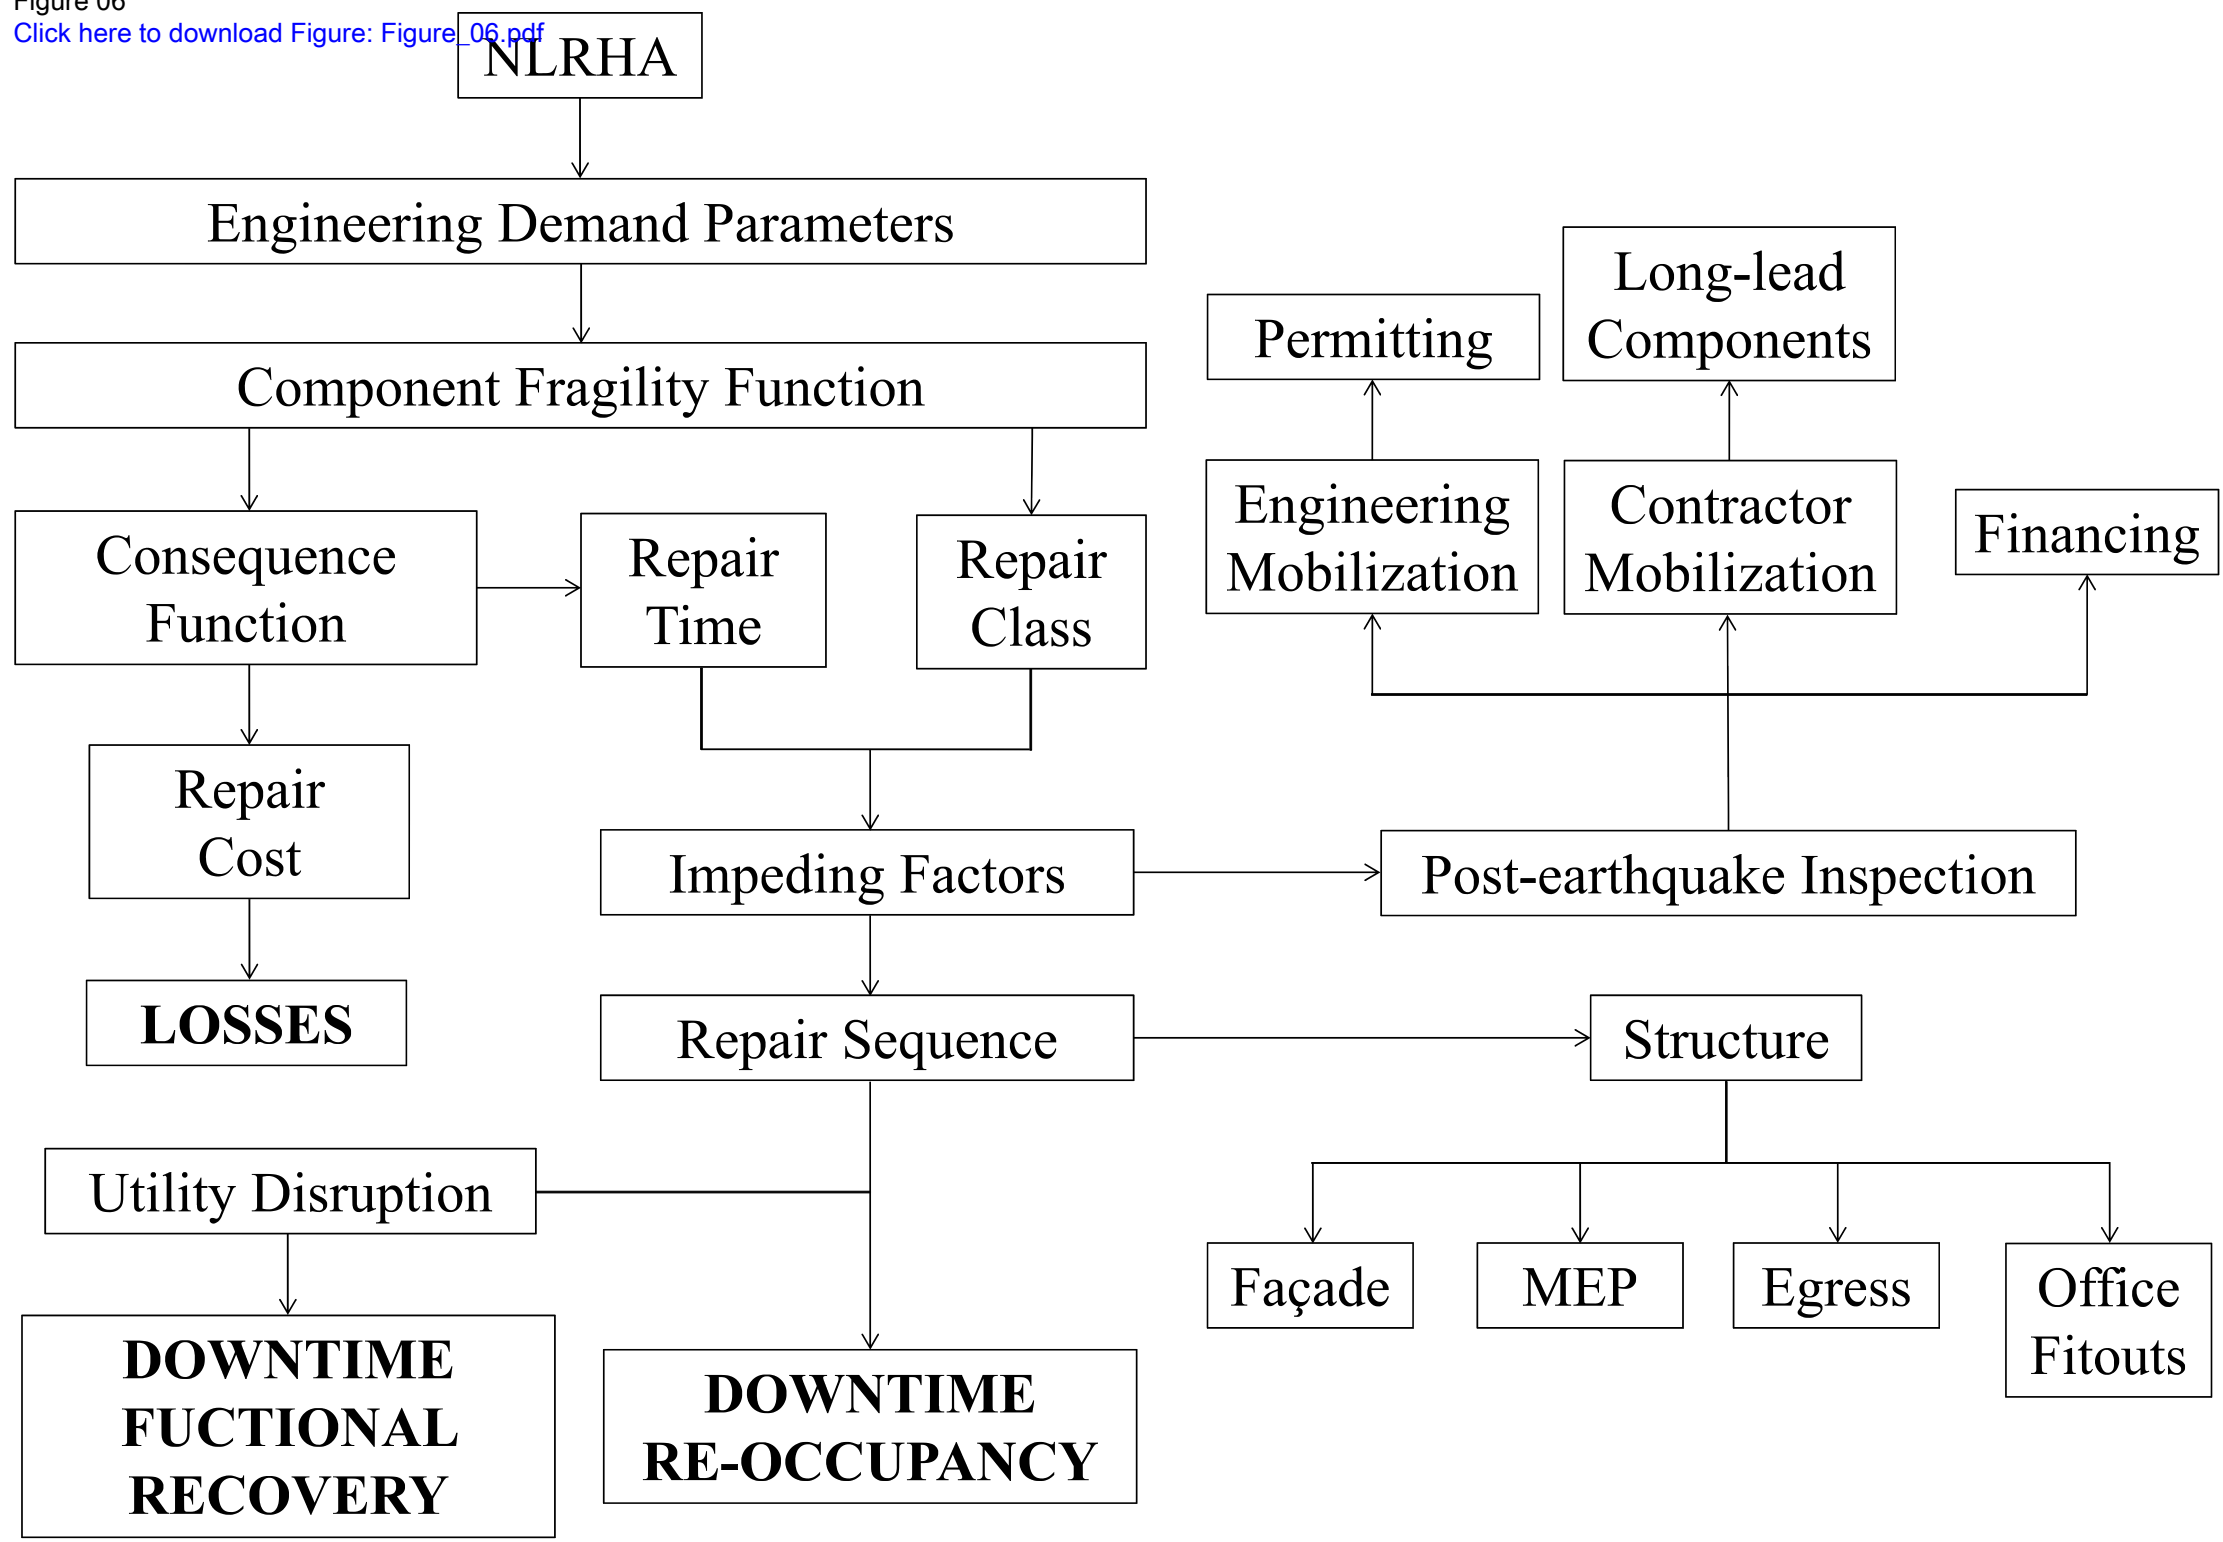 Figure 06
Click here to download Figure: Figure_06.pdf
NLRHA
Engineering Demand Parameters
Component Fragility Function
Consequence
Function
Repair
Time
Repair
Class
Repair
Cost
LOSSES
Impeding Factors
Repair Sequence
Utility Disruption
DOWNTIME
FUCTIONAL
RECOVERY
DOWNTIME
RE-OCCUPANCY
Permitting
Long-lead
Components
Engineering
Mobilization
Contractor
Mobilization
Financing
Post-earthquake Inspection
Structure
Façade
MEP
Egress
Office
Fitouts